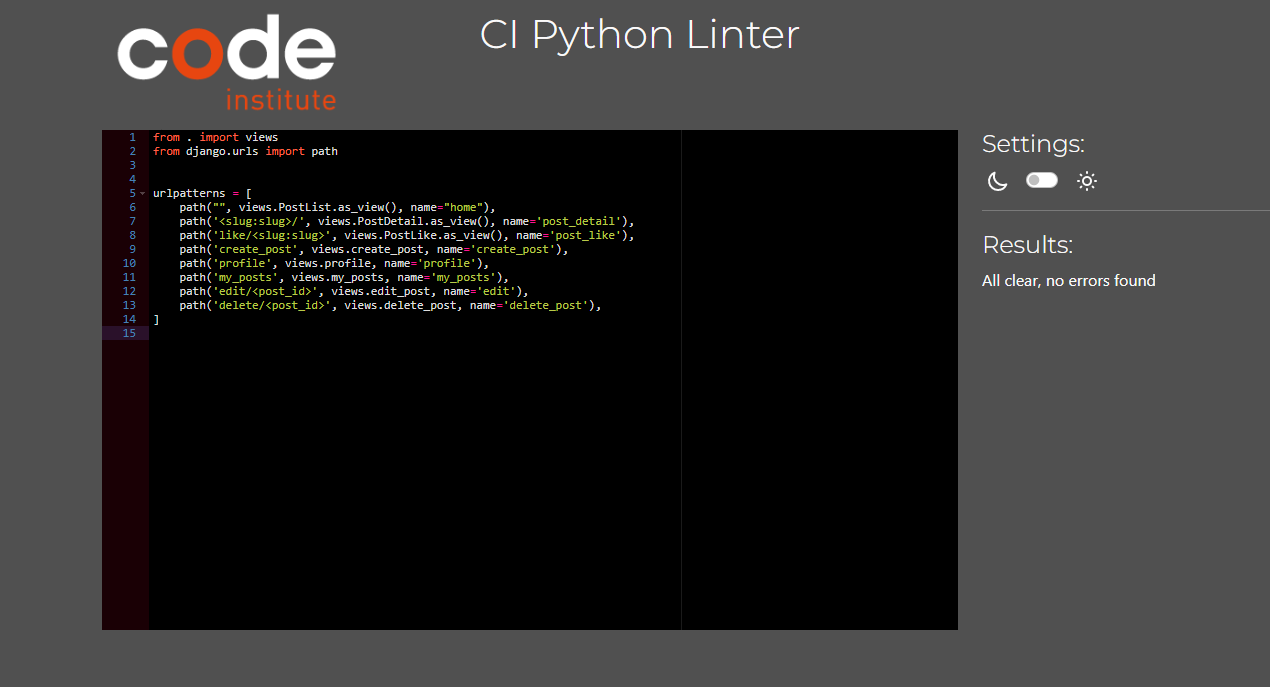 code
institute
CI Python Linter
1 from . import views
2 from django.urls import path
3
4
5 urlpatterns = [
6     path("", views.PostList.as_view(), name="home"),
7     path('<slug:slug>/', views.PostDetail.as_view(), name='post_detail'),
8     path('like/<slug:slug>', views.PostLike.as_view(), name='post_like'),
9     path('create_post', views.create_post, name='create_post'),
10     path('profile', views.profile, name='profile'),
11     path('my_posts', views.my_posts, name='my_posts'),
12     path('edit/<post_id>', views.edit_post, name='edit'),
13     path('delete/<post_id>', views.delete_post, name='delete_post'),
14 ]
15
Settings:
Results:
All clear, no errors found